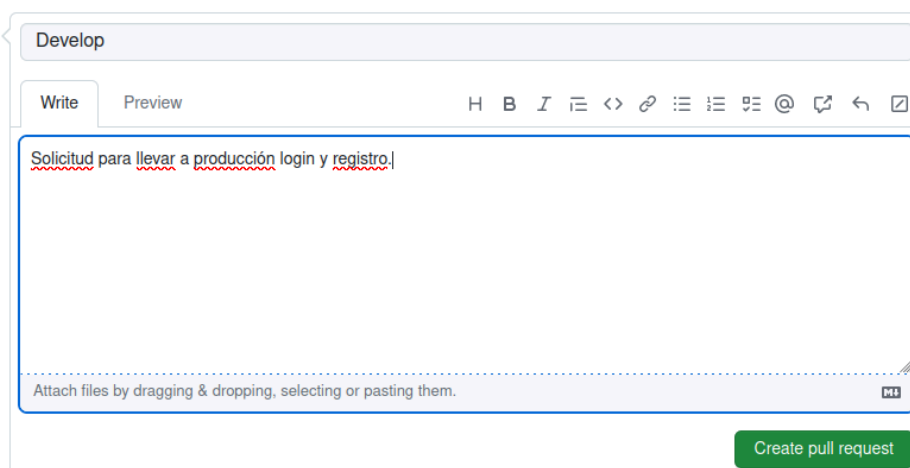 Develop
Write Preview H B I <> @
Solicitud para llevar a producción login y registro.
Attach files by dragging & dropping, selecting or pasting them.
Create pull request